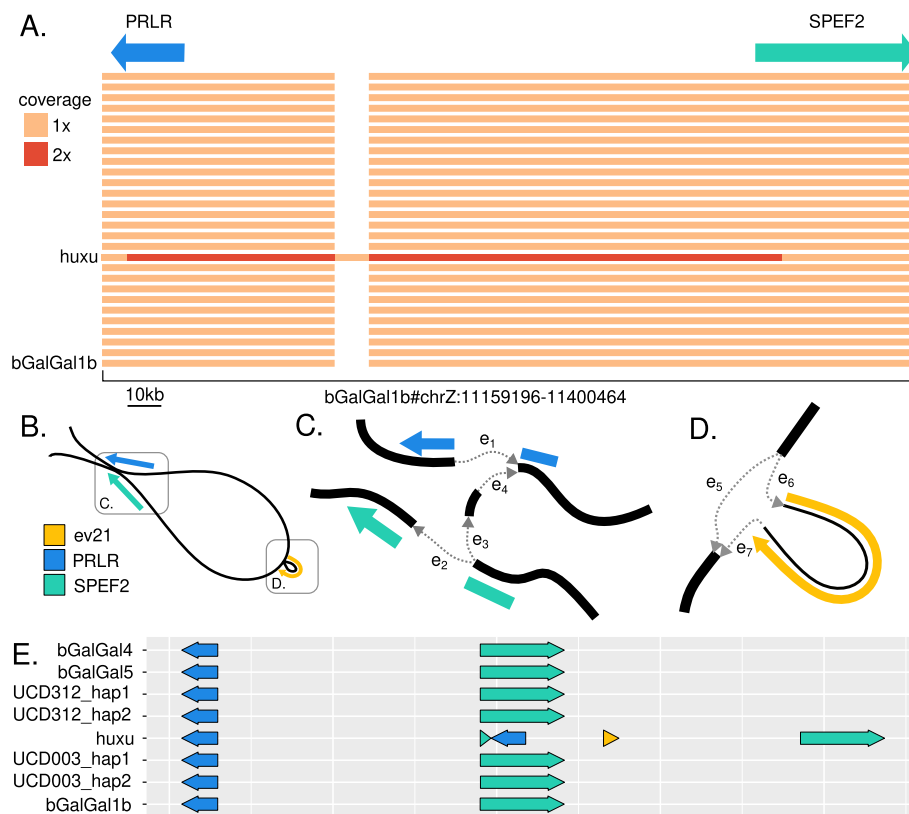 A.
PRLR
SPEF2
coverage
1x
2x
huxu
bGalGal1b
10kb
bGalGal1b#chrZ:11159196-11400464
B.
C.
D.
ev21
PRLR
SPEF2
C.
e1
e4
e3
e2
D.
e5
e6
e7
E.
bGalGal4
bGalGal5
UCD312_hap1
UCD312_hap2
huxu
UCD003_hap1
UCD003_hap2
bGalGal1b